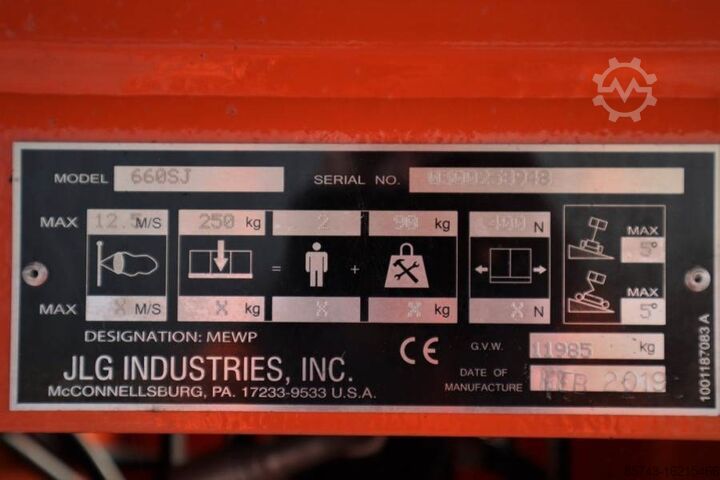 MODEL 660SJ SERIAL NO.
MAX 12.5 M/S 250 kg 2 90 kg 400 N MAX 5°
= +
MAX X M/S X kg X X kg X N MAX 5°
DESIGNATION: MEWP
JLG INDUSTRIES, INC.
McCONNELLSBURG, PA. 17233-9533 U.S.A.
CE
G.V.W. 11985 kg
DATE OF MANUFACTURE FEB 2019
1001187083 A